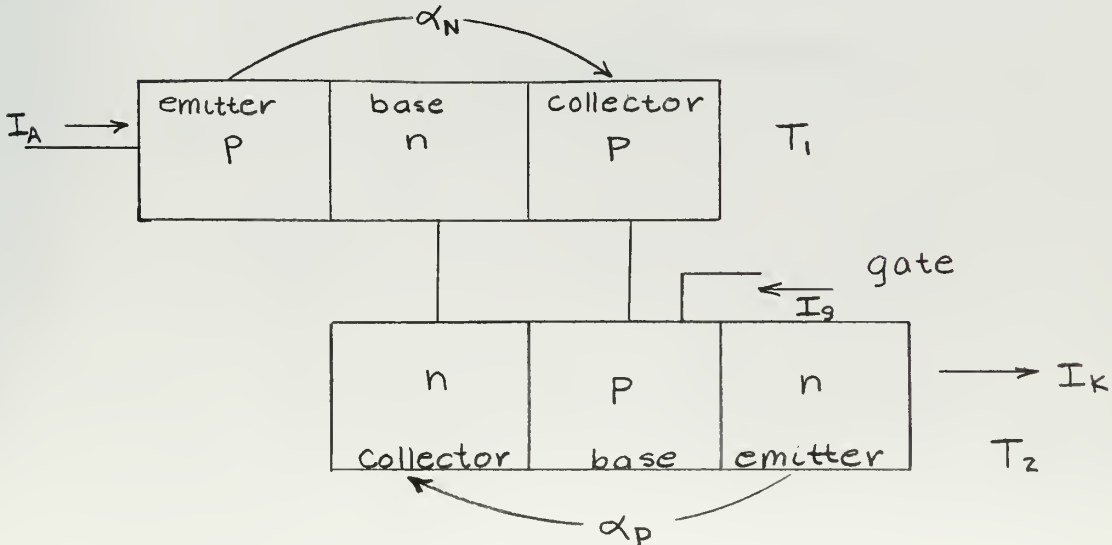 α_N
emitter base collector
I_A p n p T_1
gate
I_g
n p n I_K
collector base emitter T_2
α_P